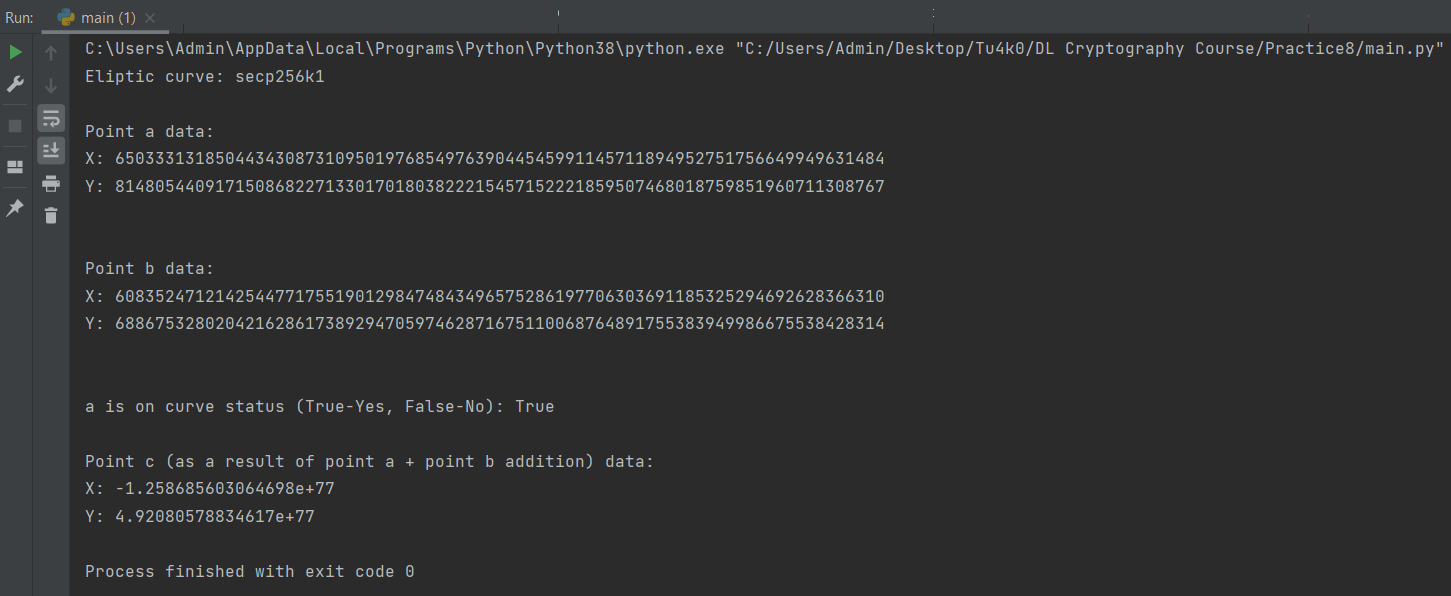 Run: main (1)
C:\Users\Admin\AppData\Local\Programs\Python\Python38\python.exe "C:/Users/Admin/Desktop/Tu4k0/DL Cryptography Course/Practice8/main.py"
Eliptic curve: secp256k1
Point a data:
X: 65033313185044343087310950197685497639044545991145711894952751756649949631484
Y: 81480544091715086822713301701803822215457152221859507468018759851960711308767
Point b data:
X: 60835247121425447717551901298474843496575286197706303691185325294692628366310
Y: 68867532802042162861738929470597462871675110068764891755383949986675538428314
a is on curve status (True-Yes, False-No): True
Point c (as a result of point a + point b addition) data:
X: -1.258685603064698e+77
Y: 4.92080578834617e+77
Process finished with exit code 0